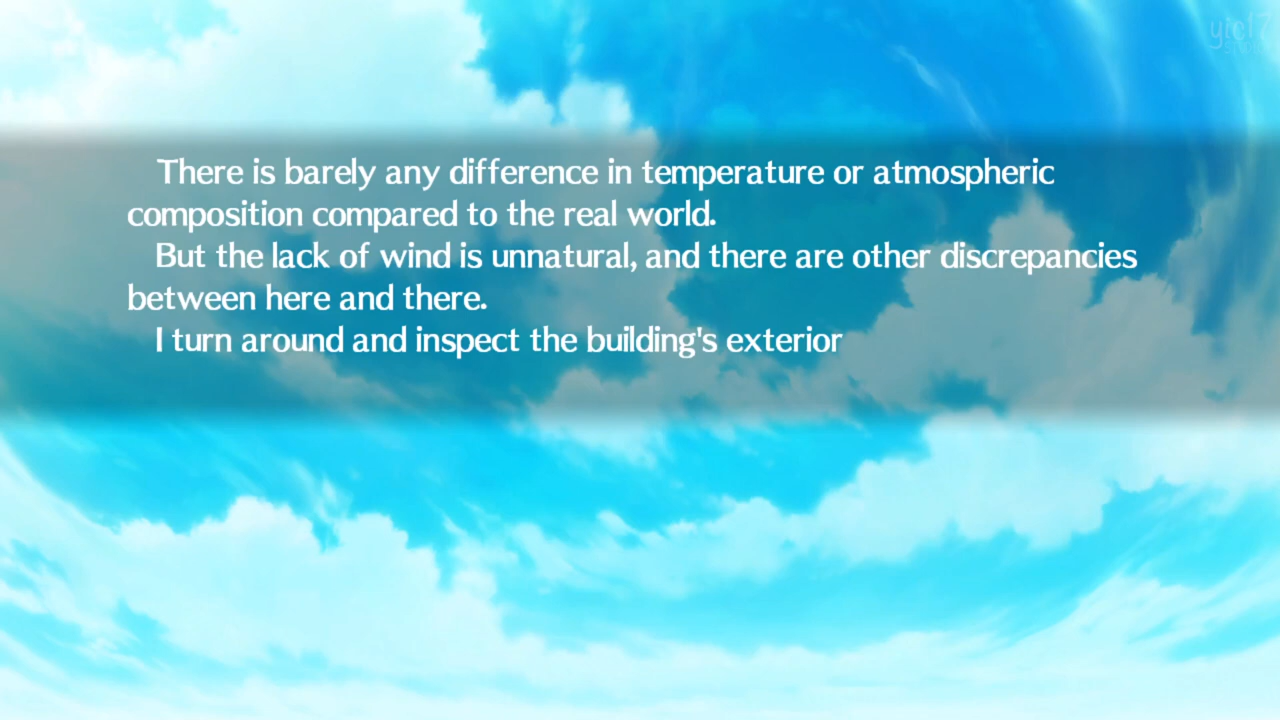 There is barely any difference in temperature or atmospheric
composition compared to the real world.
But the lack of wind is unnatural, and there are other discrepancies
between here and there.
I turn around and inspect the building's exterior